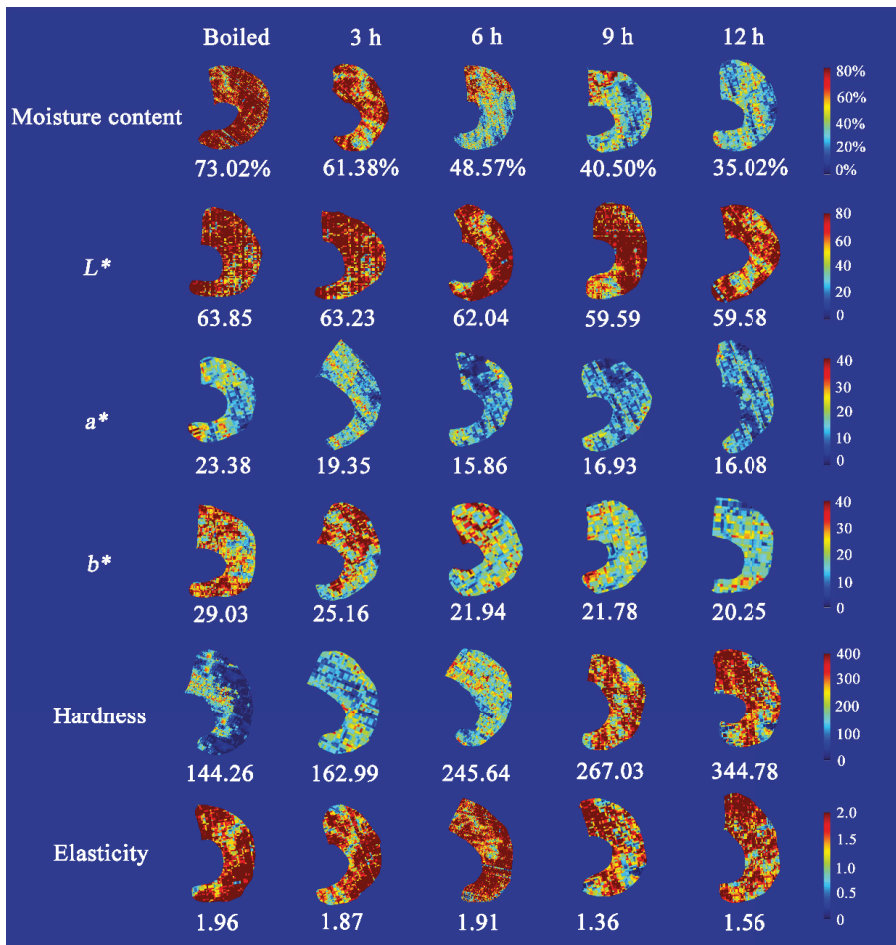 Boiled 3 h 6 h 9 h 12 h
Moisture content
80%
60%
40%
20%
0%
73.02% 61.38% 48.57% 40.50% 35.02%
L*
80
60
40
20
0
63.85 63.23 62.04 59.59 59.58
a*
40
30
20
10
0
23.38 19.35 15.86 16.93 16.08
b*
40
30
20
10
0
29.03 25.16 21.94 21.78 20.25
Hardness
400
300
200
100
0
144.26 162.99 245.64 267.03 344.78
Elasticity
2.0
1.5
1.0
0.5
0
1.96 1.87 1.91 1.36 1.56